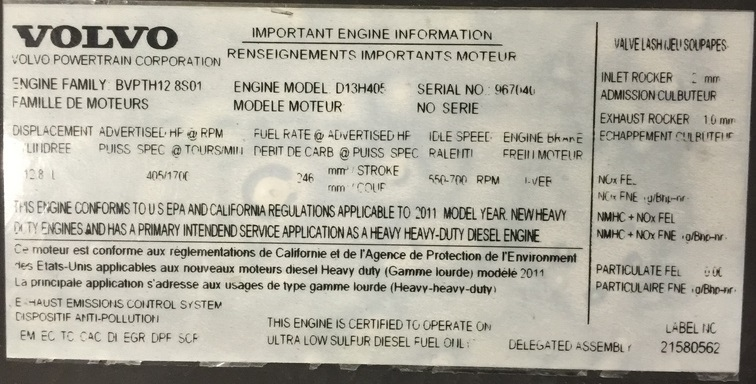 VOLVO
VOLVO POWERTRAIN CORPORATION
IMPORTANT ENGINE INFORMATION
RENSEIGNEMENTS IMPORTANTS MOTEUR
ENGINE FAMILY BVPTH12 8S01
FAMILLE DE MOTEURS
ENGINE MODEL D13H405
MODELE MOTEUR
SERIAL NO.
NO SERIE
DISPLACEMENT ADVERTISED HP @ RPM FUEL RATE @ ADVERTISED HP IDLE SPEED ENGINE BRAKE
PUISS SPEC @ TOURS/MIN DEBIT DE CARB @ PUISS SPEC RALENTI FREIN MOTEUR
12.8 L 405/1700 246 mm³/ STROKE 550-700 RPM
mm³/COUP
THIS ENGINE CONFORMS TO U S EPA AND CALIFORNIA REGULATIONS APPLICABLE TO 2011 MODEL YEAR NEW HEAVY
DUTY ENGINES AND HAS A PRIMARY INTENDEND SERVICE APPLICATION AS A HEAVY HEAVY-DUTY DIESEL ENGINE
Ce moteur est conforme aux réglementations de Californie et de l'Agence de Protection de l'Environment
des Etats-Unis applicables aux nouveaux moteurs diesel Heavy duty (Gamme lourde) modèle 2011
La principale application s'adresse aux usages de type gamme lourde (Heavy-heavy-duty)
EXHAUST EMISSIONS CONTROL SYSTEM
DISPOSITIF ANTI-POLLUTION
EM EC TC CAC DI EGR DPF SCR
THIS ENGINE IS CERTIFIED TO OPERATE ON
ULTRA LOW SULFUR DIESEL FUEL ONLY
DELEGATED ASSEMBLY
VALVE LASH (JEU SOUPAPES)
INLET ROCKER mm
ADMISSION CULBUTEUR
EXHAUST ROCKER 1.0 mm
ECHAPPEMENT CULBUTEUR
NOx FEL
NOx FNE g/Bhp-hr
NMHC + NOx FEL
NMHC + NOx FNE g/Bhp-hr
PARTICULATE FEL
PARTICULAIRE FNE g/Bhp-hr
LABEL NO
21580562